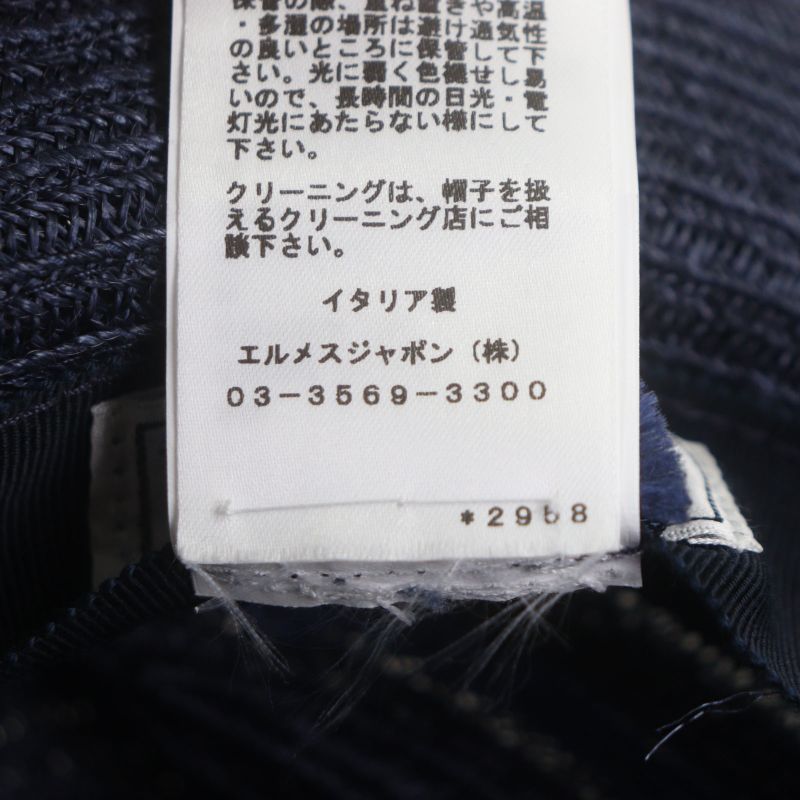 保管の際、重ね置きや高温
・多湿の場所は避け通気性
の良いところに保管して下
さい。光に弱く色褪せし易
いので、長時間の日光・電
灯光にあたらない様にして
下さい。
クリーニングは、帽子を扱
えるクリーニング店にご相
談下さい。
イタリア製
エルメスジャポン（株）
03－3569－3300
*2958